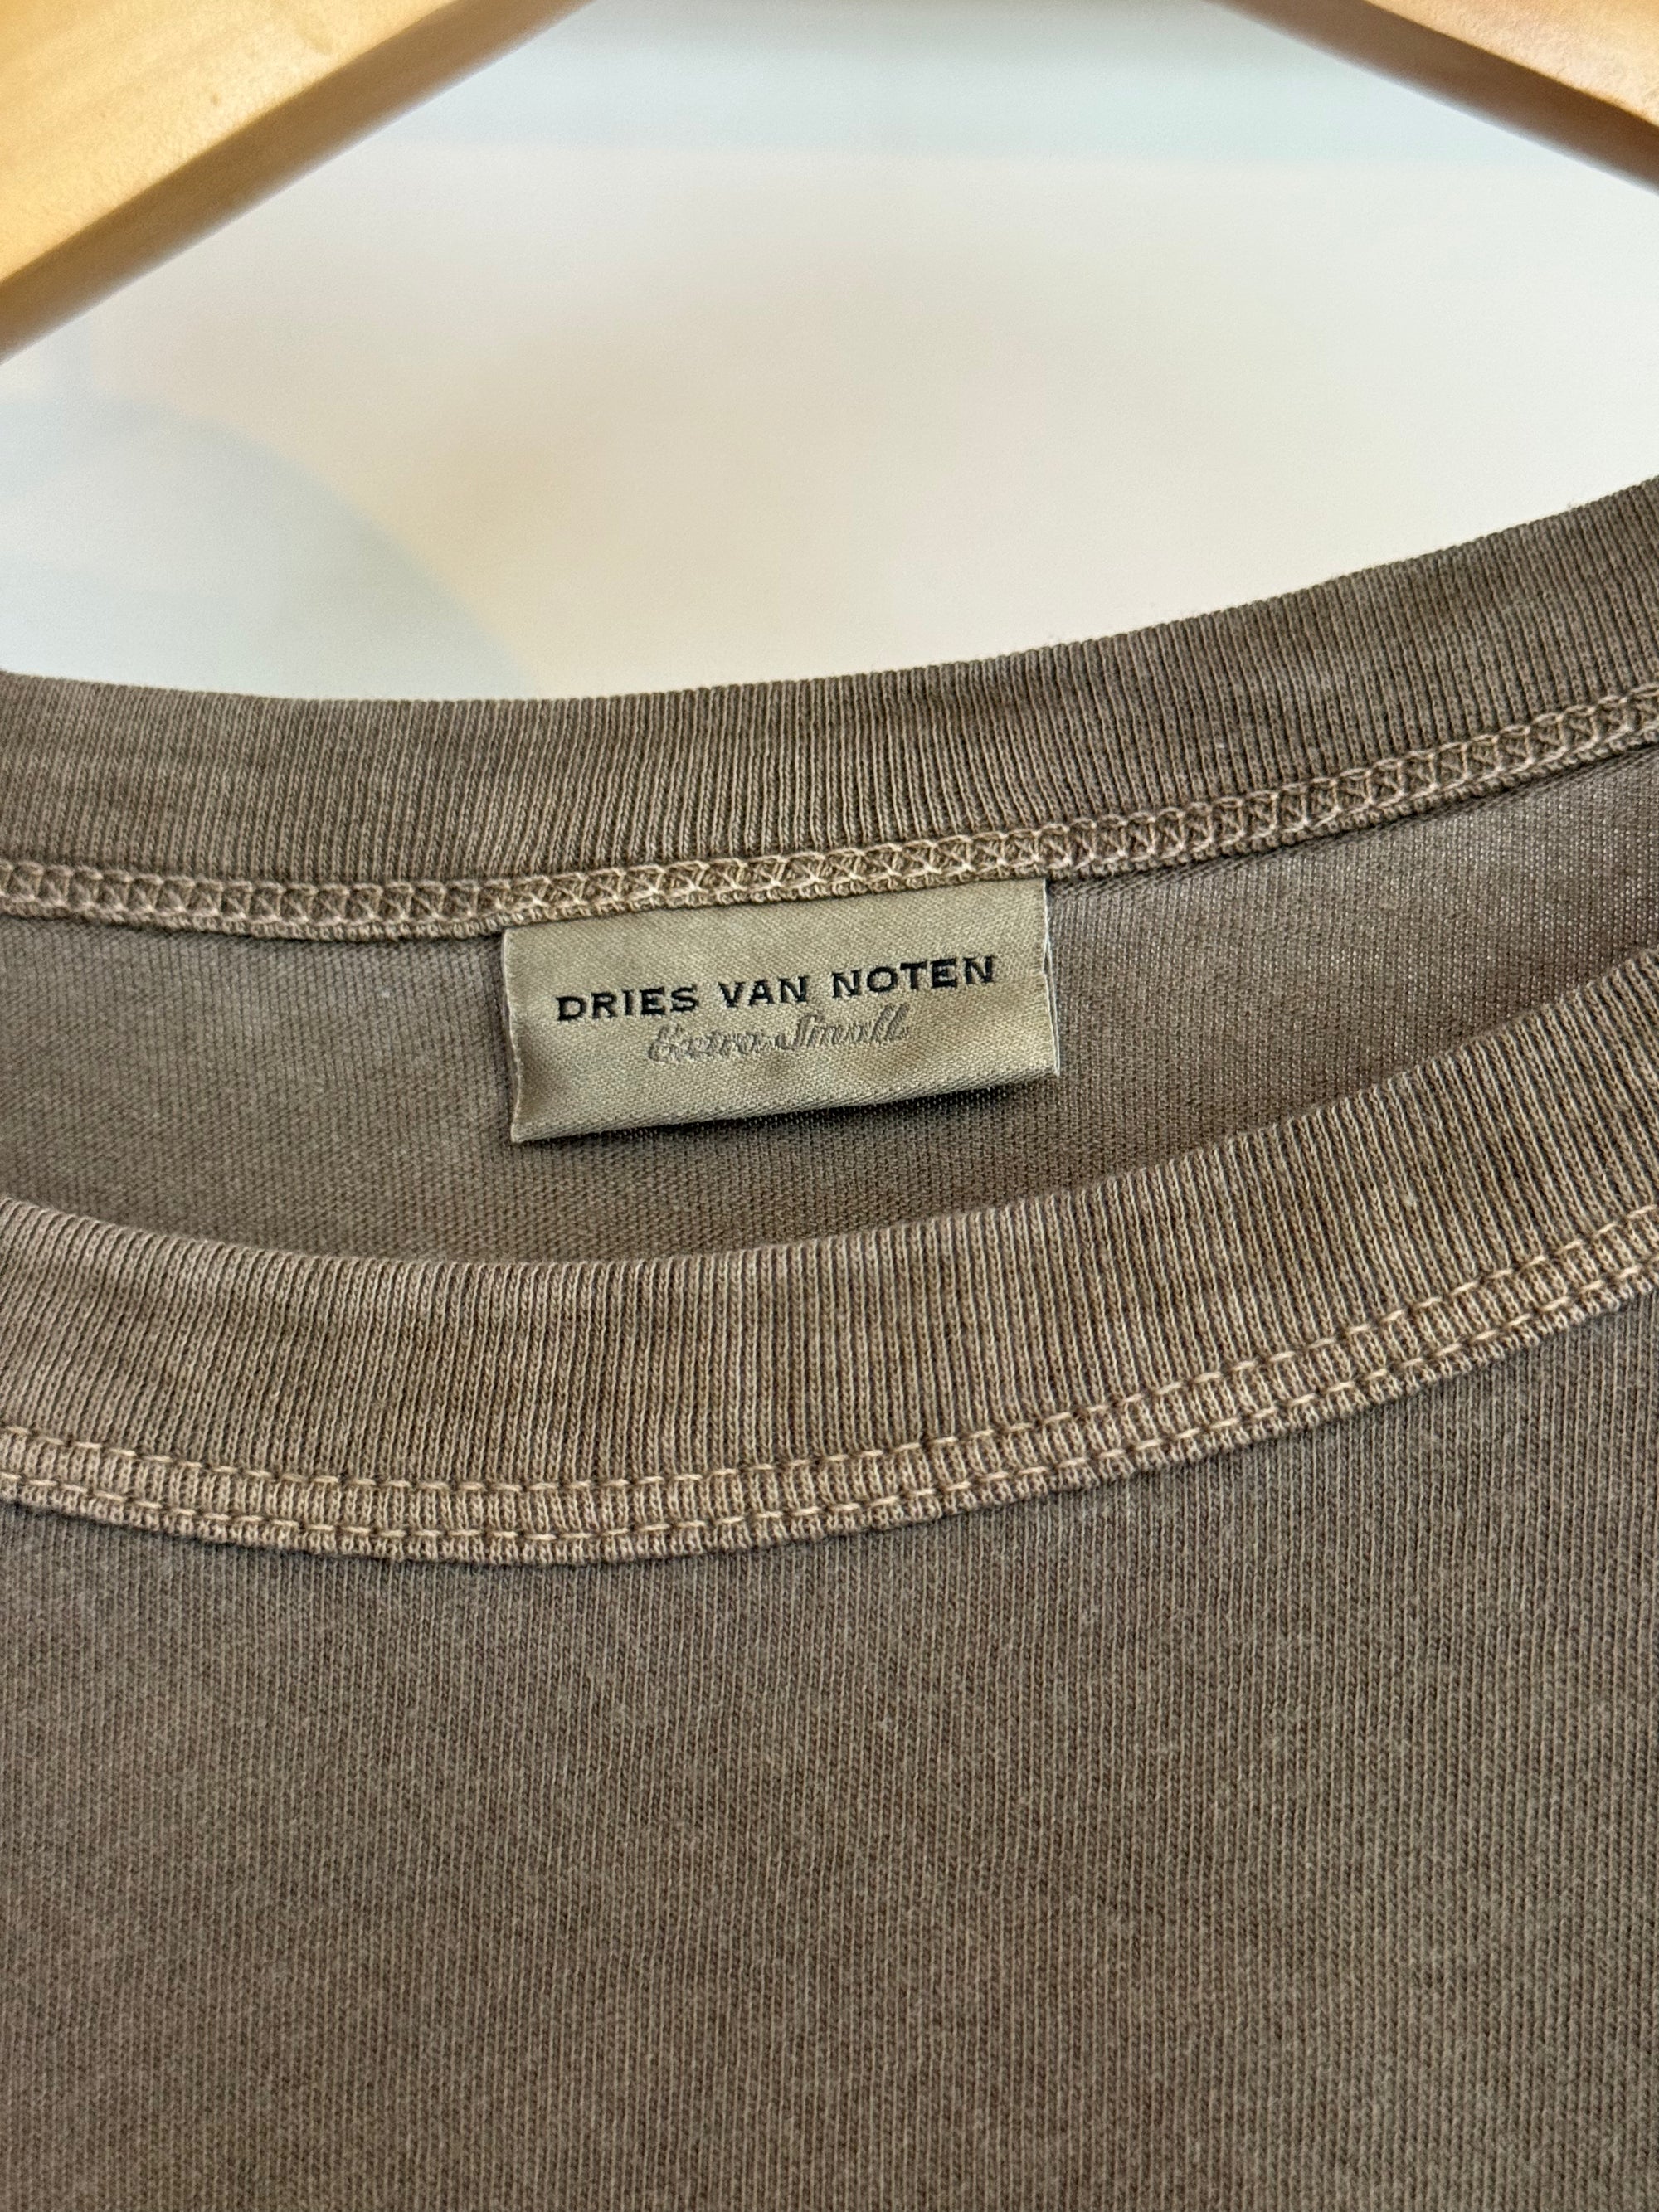 DRIES VAN NOTEN
Extra Small